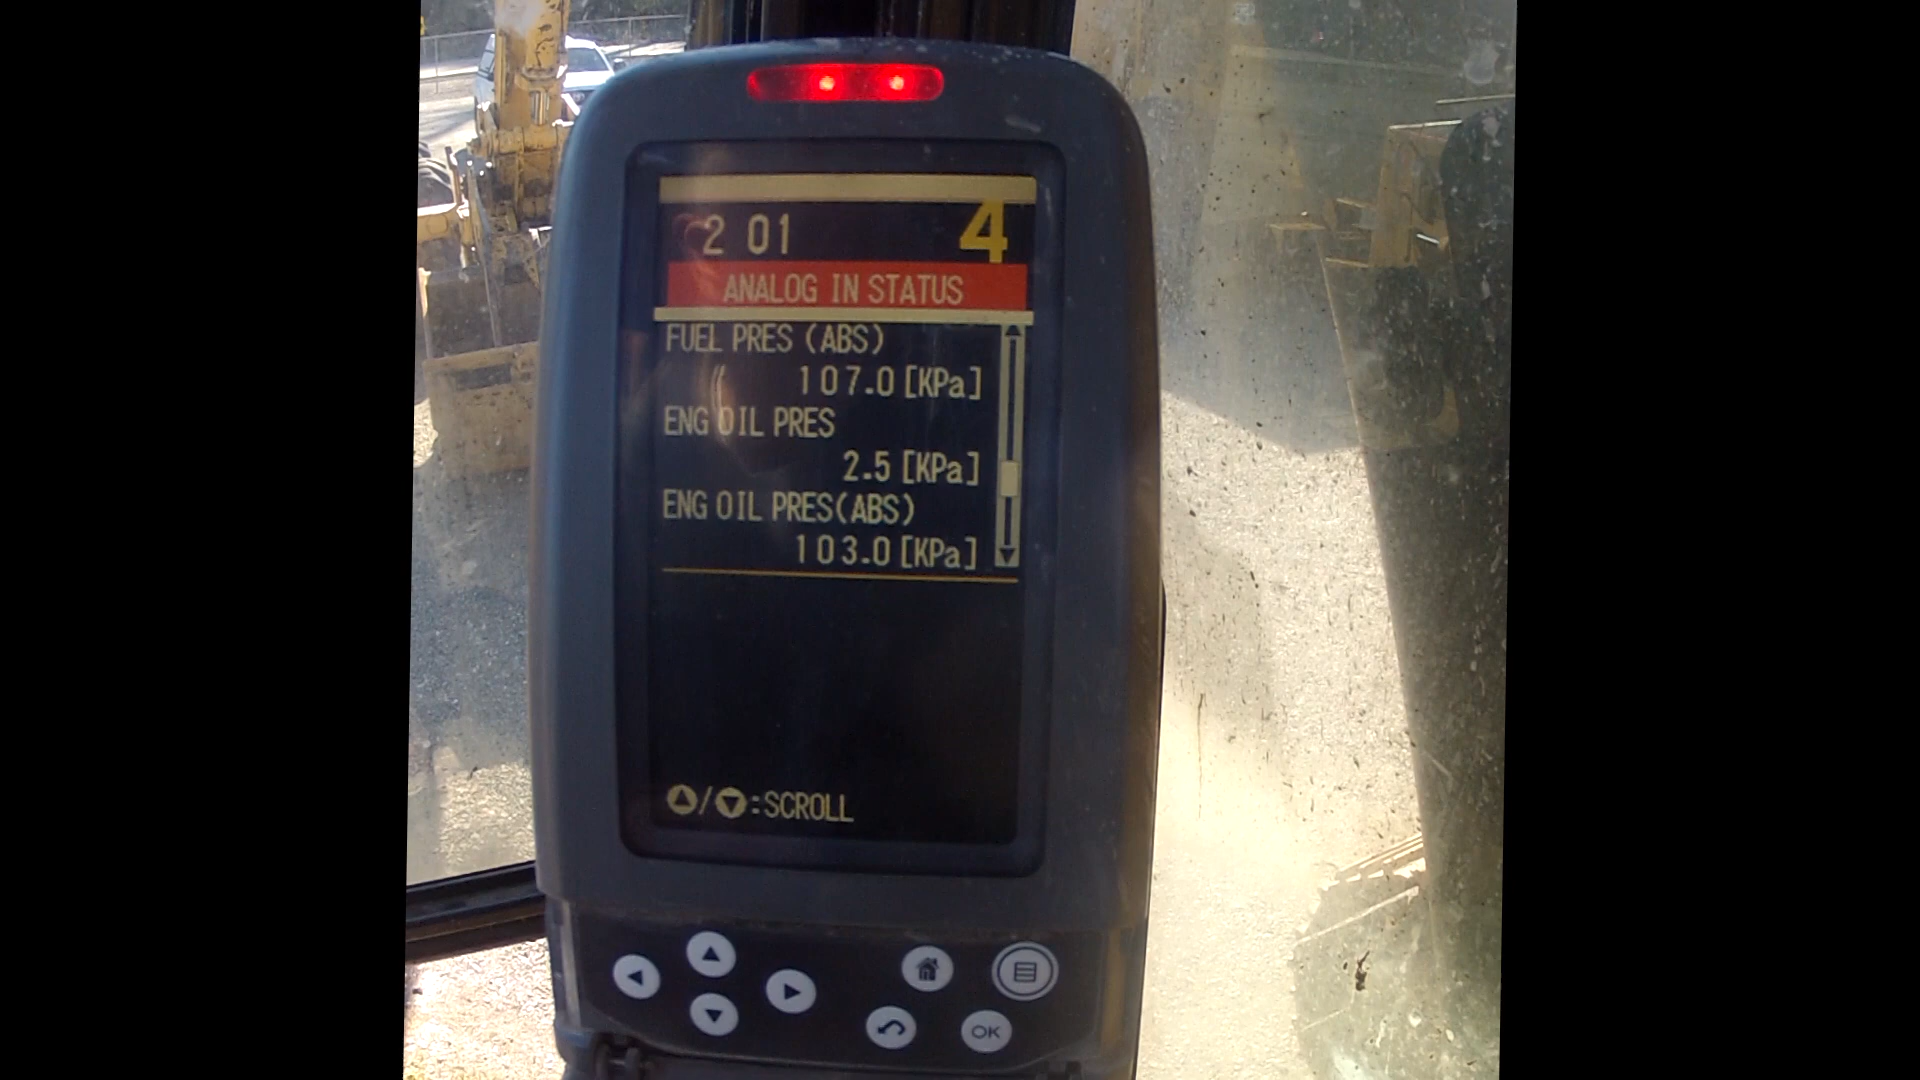 2 01 4
ANALOG IN STATUS
FUEL PRES (ABS)
107.0 [KPa]
ENG OIL PRES
2.5 [KPa]
ENG OIL PRES(ABS)
103.0 [KPa]
▲/▼:SCROLL
OK